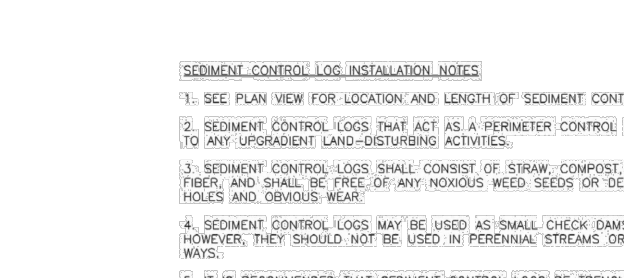 SEDIMENT CONTROL LOG INSTALLATION NOTES
1. SEE PLAN VIEW FOR LOCATION AND LENGTH OF SEDIMENT CONT
2. SEDIMENT CONTROL LOGS THAT ACT AS A PERIMETER CONTROL
TO ANY UPGRADIENT LAND-DISTURBING ACTIVITIES.
3. SEDIMENT CONTROL LOGS SHALL CONSIST OF STRAW, COMPOST,
FIBER, AND SHALL BE FREE OF ANY NOXIOUS WEED SEEDS OR DE
HOLES AND OBVIOUS WEAR.
4. SEDIMENT CONTROL LOGS MAY BE USED AS SMALL CHECK DAMS
HOWEVER, THEY SHOULD NOT BE USED IN PERENNIAL STREAMS OR
WAYS.